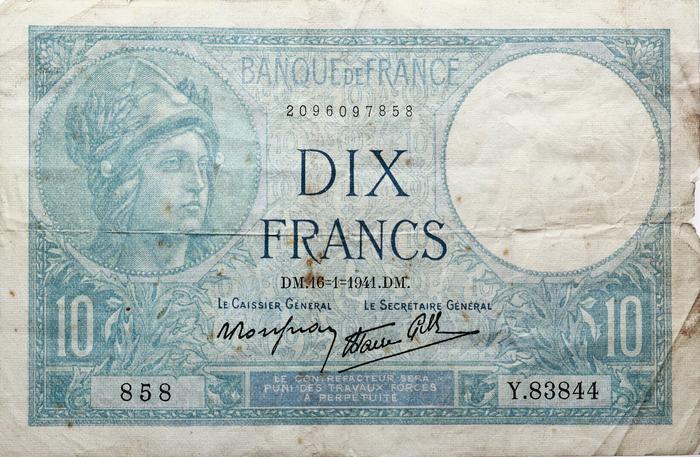 BANQUE DE FRANCE
2096097858
DIX
FRANCS
DM.16=1=1941.DM.
LE CAISSIER GÉNÉRAL LE SECRÉTAIRE GÉNÉRAL
10 10
858 Y.83844
LE CONTREFACTEUR SERA
PUNI DES TRAVAUX FORCÉS
À PERPÉTUITÉ